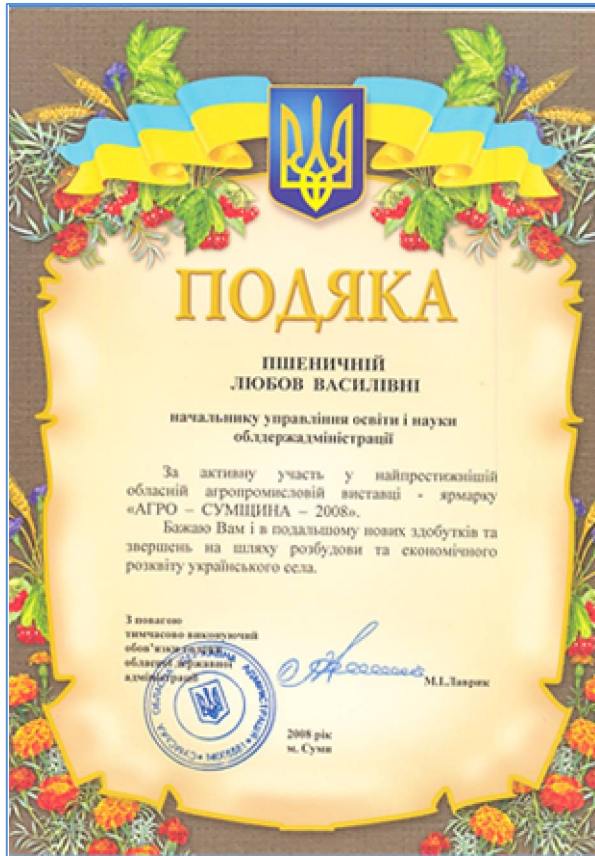 ПОДЯКА
ПШЕНИЧНІЙ
ЛЮБОВ ВАСИЛІВНІ
начальнику управління освіти і науки
облдержадміністрації
За активну участь у найпрестижнішій
обласній агропромисловій виставці - ярмарку
«АГРО – СУМЩИНА – 2008».
Бажаю Вам і в подальшому нових здобутків та
звершень на шляху розбудови та економічного
розквіту українського села.
З повагою
тимчасово виконуючий
обов'язки голови
обласної державної
адміністрації
М.І.Лаврик
2008 рік
м. Суми